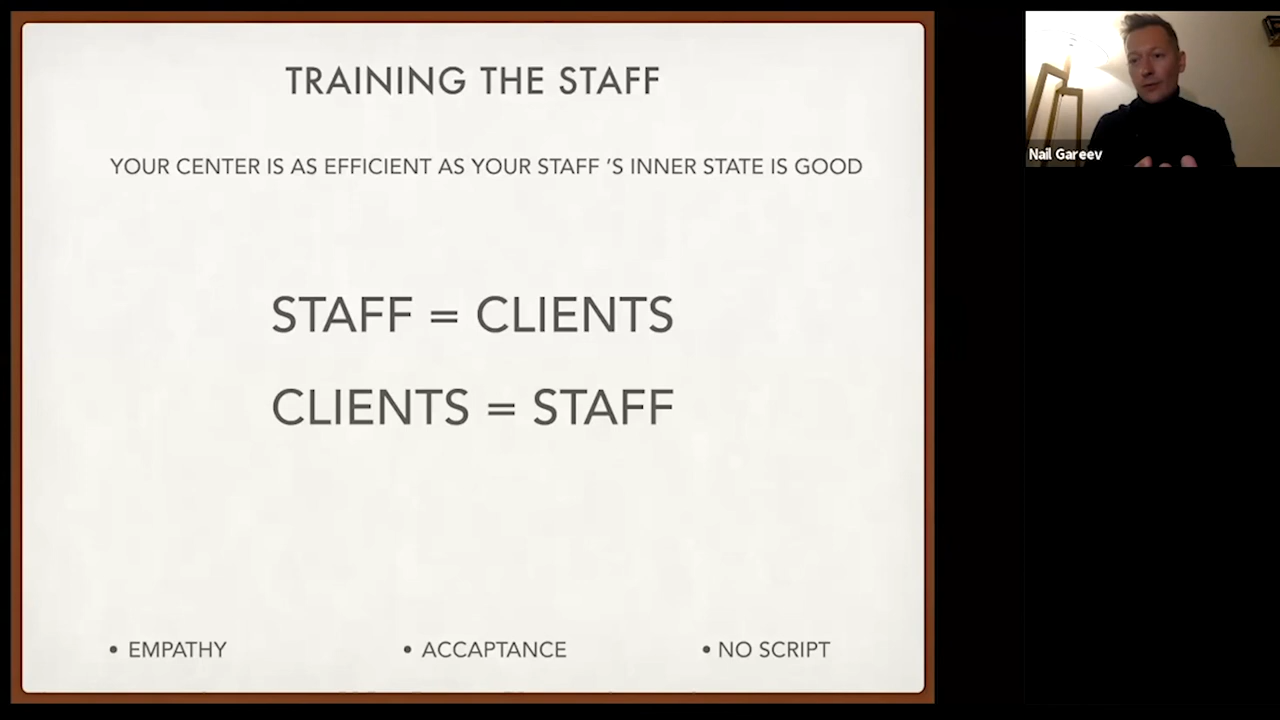 TRAINING THE STAFF
YOUR CENTER IS AS EFFICIENT AS YOUR STAFF ’S INNER STATE IS GOOD
STAFF = CLIENTS
CLIENTS = STAFF
• EMPATHY • ACCAPTANCE • NO SCRIPT
Nail Gareev